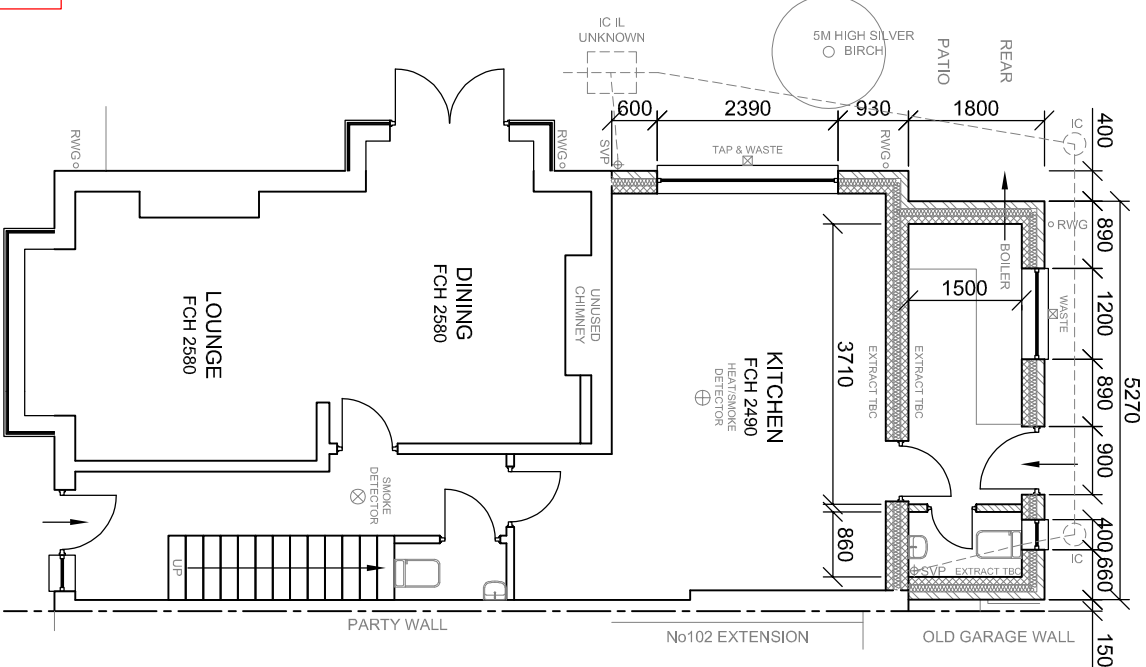 IC IL
UNKNOWN
5M HIGH SILVER
BIRCH
PATIO
REAR
600
2390
930
1800
400
IC
RWG
RWG
SVP
TAP & WASTE
RWG
RWG
890
BOILER
1500
WASTE
1200
5270
DINING
FCH 2580
UNUSED
CHIMNEY
LOUNGE
FCH 2580
KITCHEN
FCH 2490
HEAT/SMOKE
DETECTOR
3710
EXTRACT TBC
EXTRACT TBC
890
900
SMOKE
DETECTOR
860
400
IC
660
UP
SVP
EXTRACT TBC
PARTY WALL
No102 EXTENSION
OLD GARAGE WALL
150